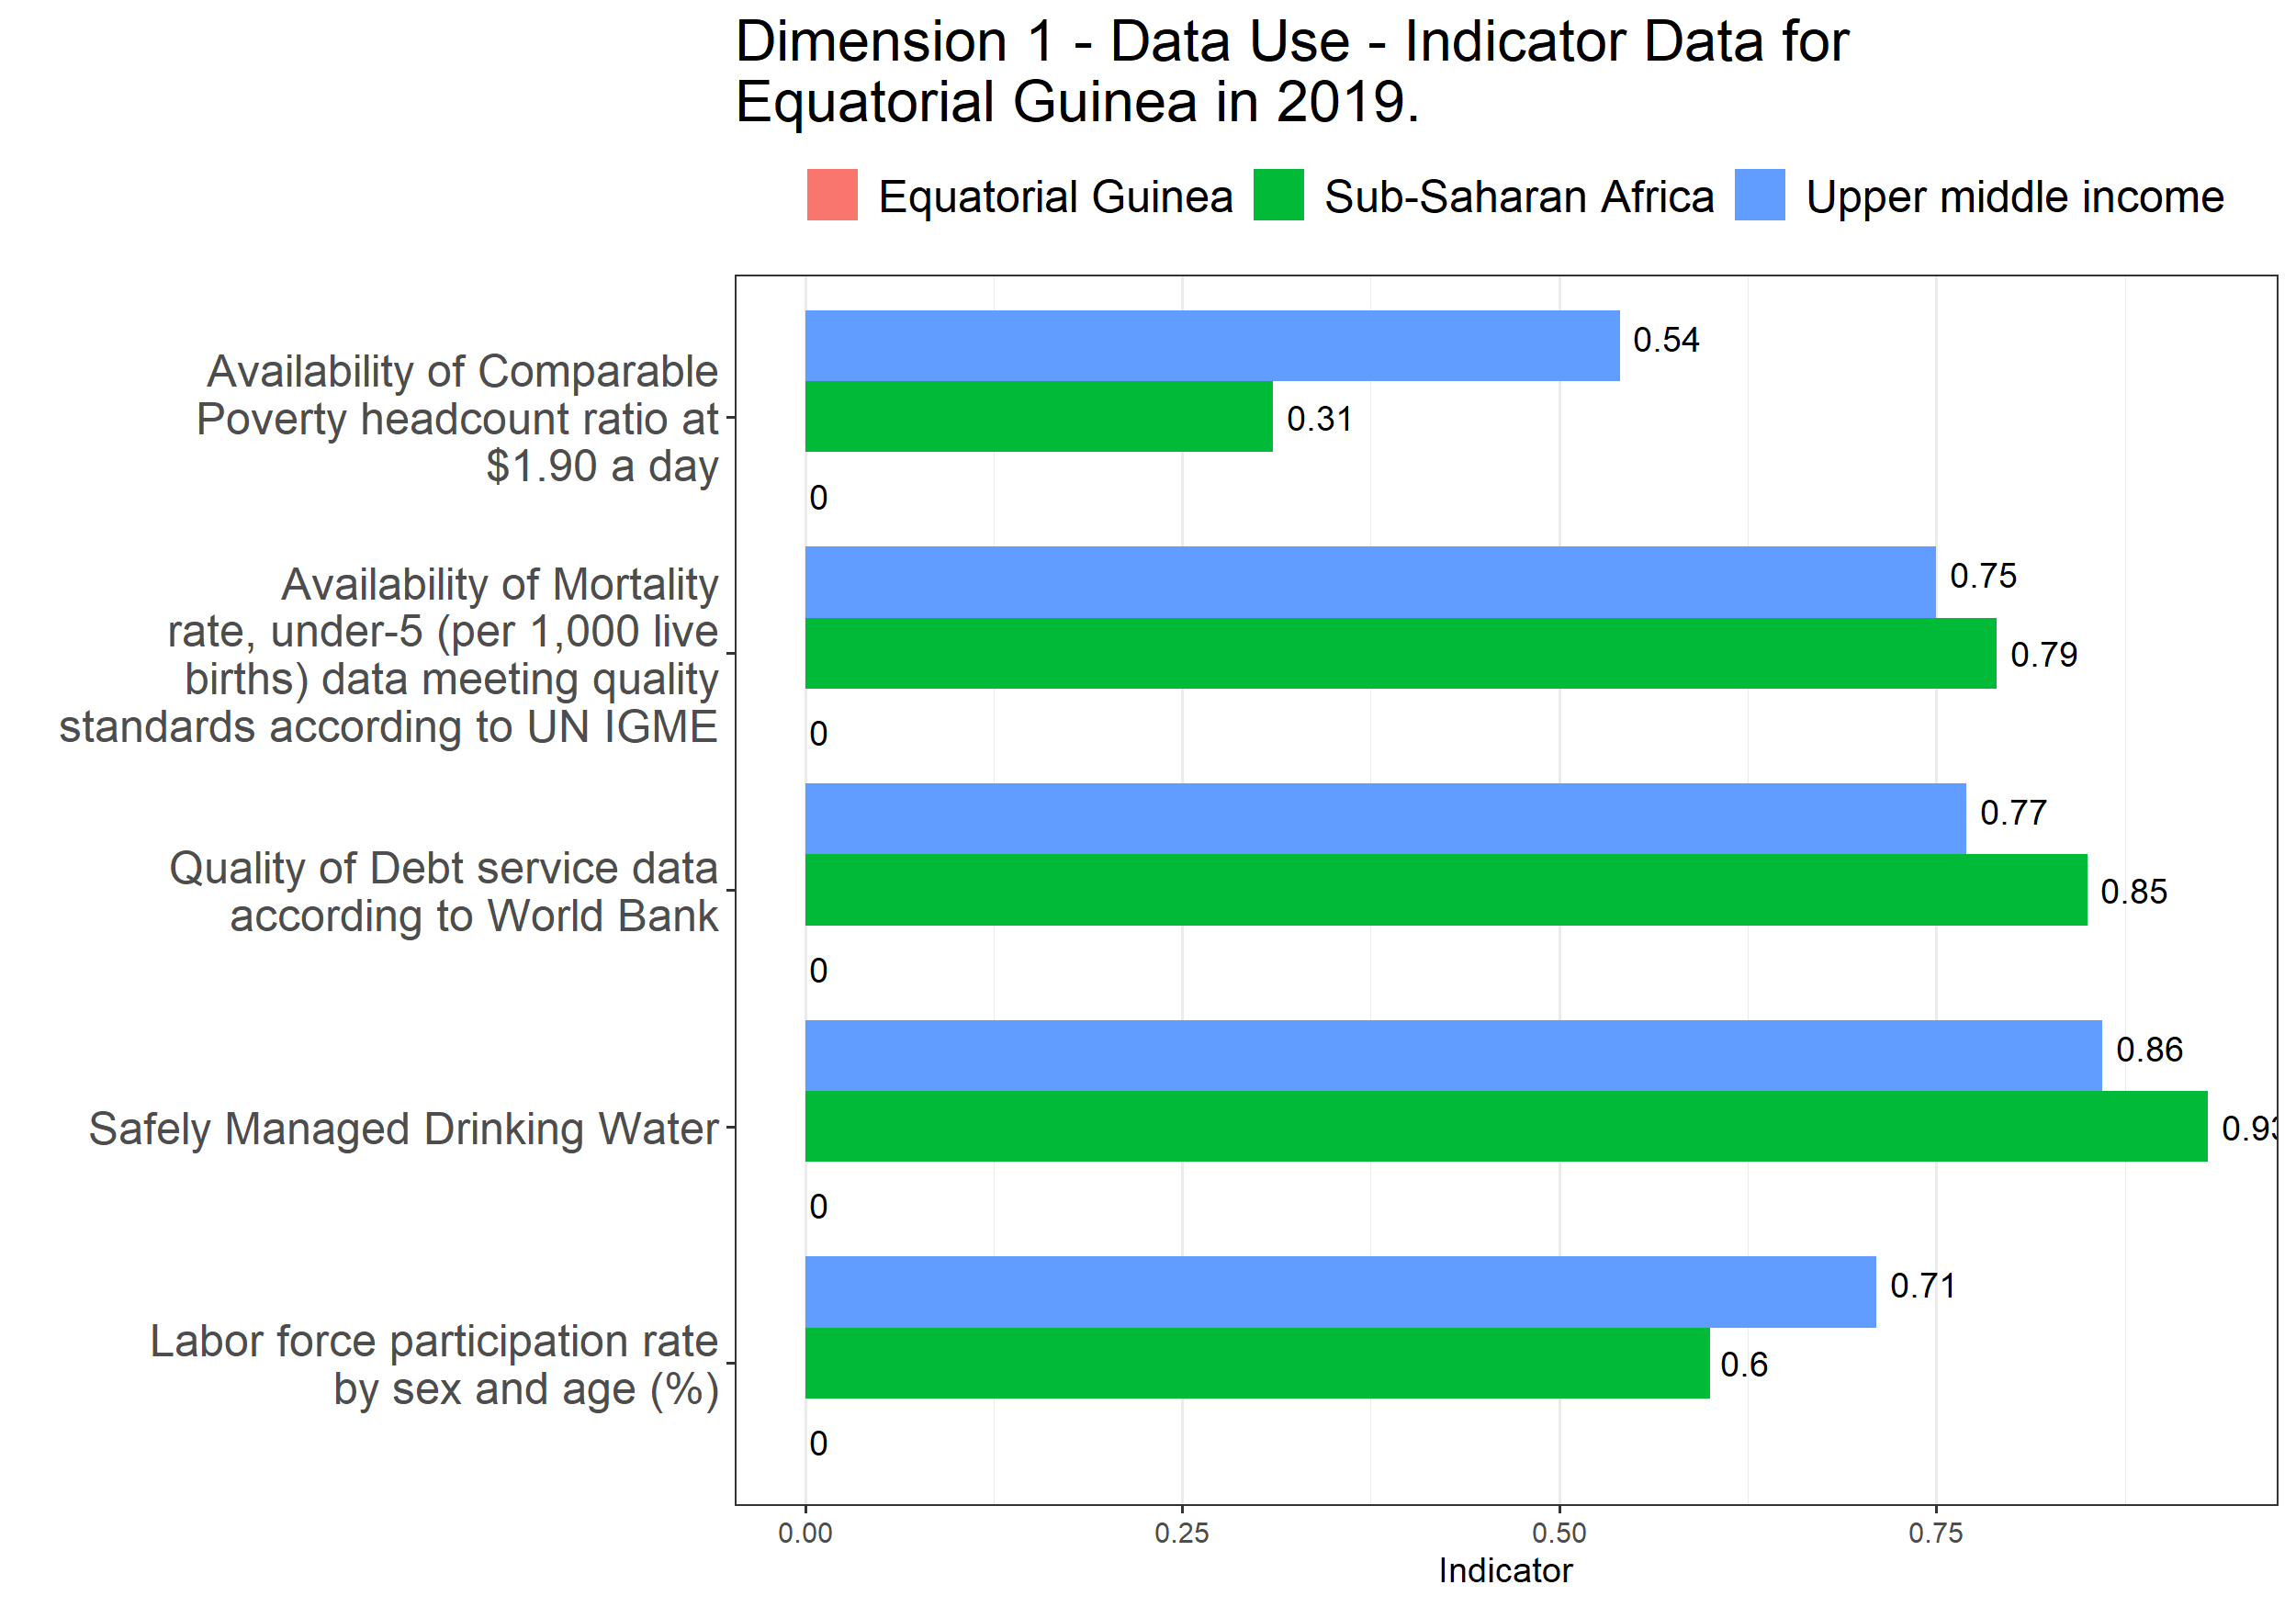 Dimension 1 - Data Use - Indicator Data for
Equatorial Guinea in 2019.
Equatorial Guinea
Sub-Saharan Africa
Upper middle income
Availability of Comparable
Poverty headcount ratio at
$1.90 a day
0.54
0.31
0
Availability of Mortality
rate, under-5 (per 1,000 live
births) data meeting quality
standards according to UN IGME
0.75
0.79
0
Quality of Debt service data
according to World Bank
0.77
0.85
0
Safely Managed Drinking Water
0.86
0.93
0
Labor force participation rate
by sex and age (%)
0.71
0.6
0
0.00
0.25
0.50
0.75
Indicator